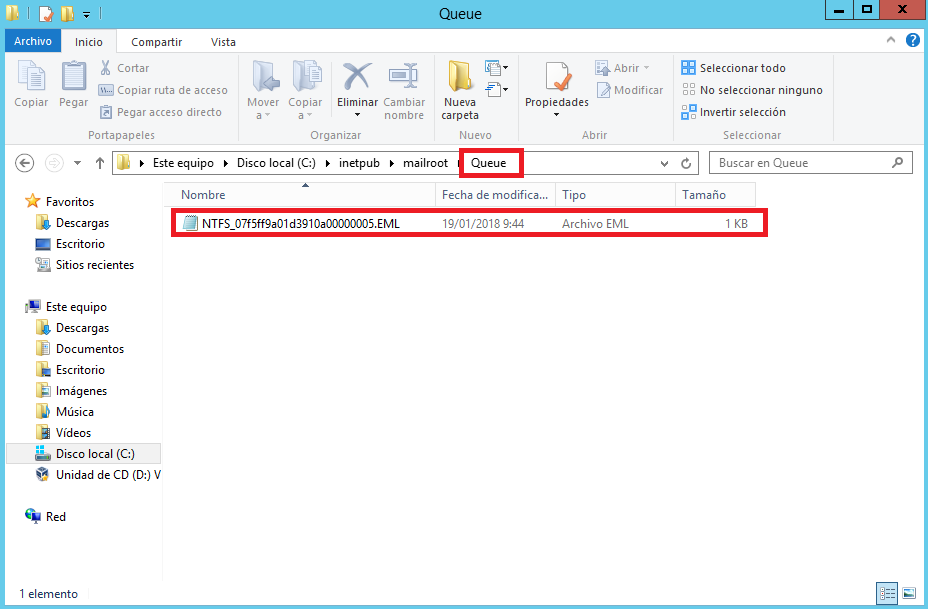 Queue
Archivo Inicio Compartir Vista
Copiar
Pegar
Cortar
Copiar ruta de acceso
Pegar acceso directo
Portapapeles
Mover a
Copiar a
Eliminar
Cambiar nombre
Organizar
Nueva carpeta
Nuevo
Propiedades
Abrir
Modificar
Abrir
Seleccionar todo
No seleccionar ninguno
Invertir selección
Seleccionar
Este equipo Disco local (C:) inetpub mailroot Queue
Buscar en Queue
Nombre Fecha de modifica... Tipo Tamaño
NTFS_07f5ff9a01d3910a00000005.EML 19/01/2018 9:44 Archivo EML 1 KB
Favoritos
Descargas
Escritorio
Sitios recientes
Este equipo
Descargas
Documentos
Escritorio
Imágenes
Música
Vídeos
Disco local (C:)
Unidad de CD (D:) V
Red
1 elemento